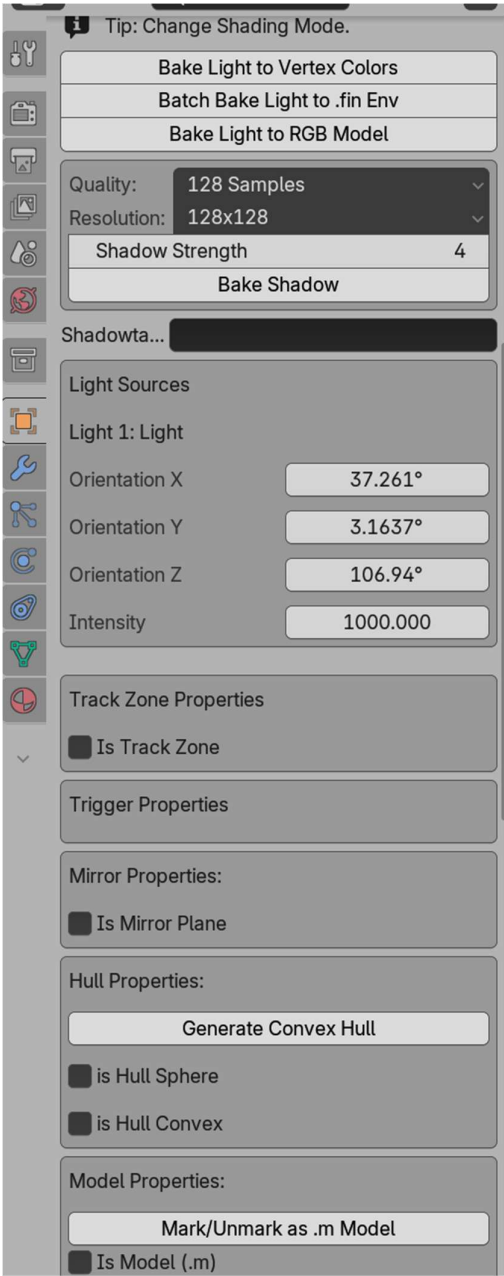 Tip: Change Shading Mode.
Bake Light to Vertex Colors
Batch Bake Light to .fin Env
Bake Light to RGB Model
Quality: 128 Samples
Resolution: 128x128
Shadow Strength 4
Bake Shadow
Shadowta...
Light Sources
Light 1: Light
Orientation X 37.261°
Orientation Y 3.1637°
Orientation Z 106.94°
Intensity 1000.000
Track Zone Properties
Is Track Zone
Trigger Properties
Mirror Properties:
Is Mirror Plane
Hull Properties:
Generate Convex Hull
is Hull Sphere
is Hull Convex
Model Properties:
Mark/Unmark as .m Model
Is Model (.m)